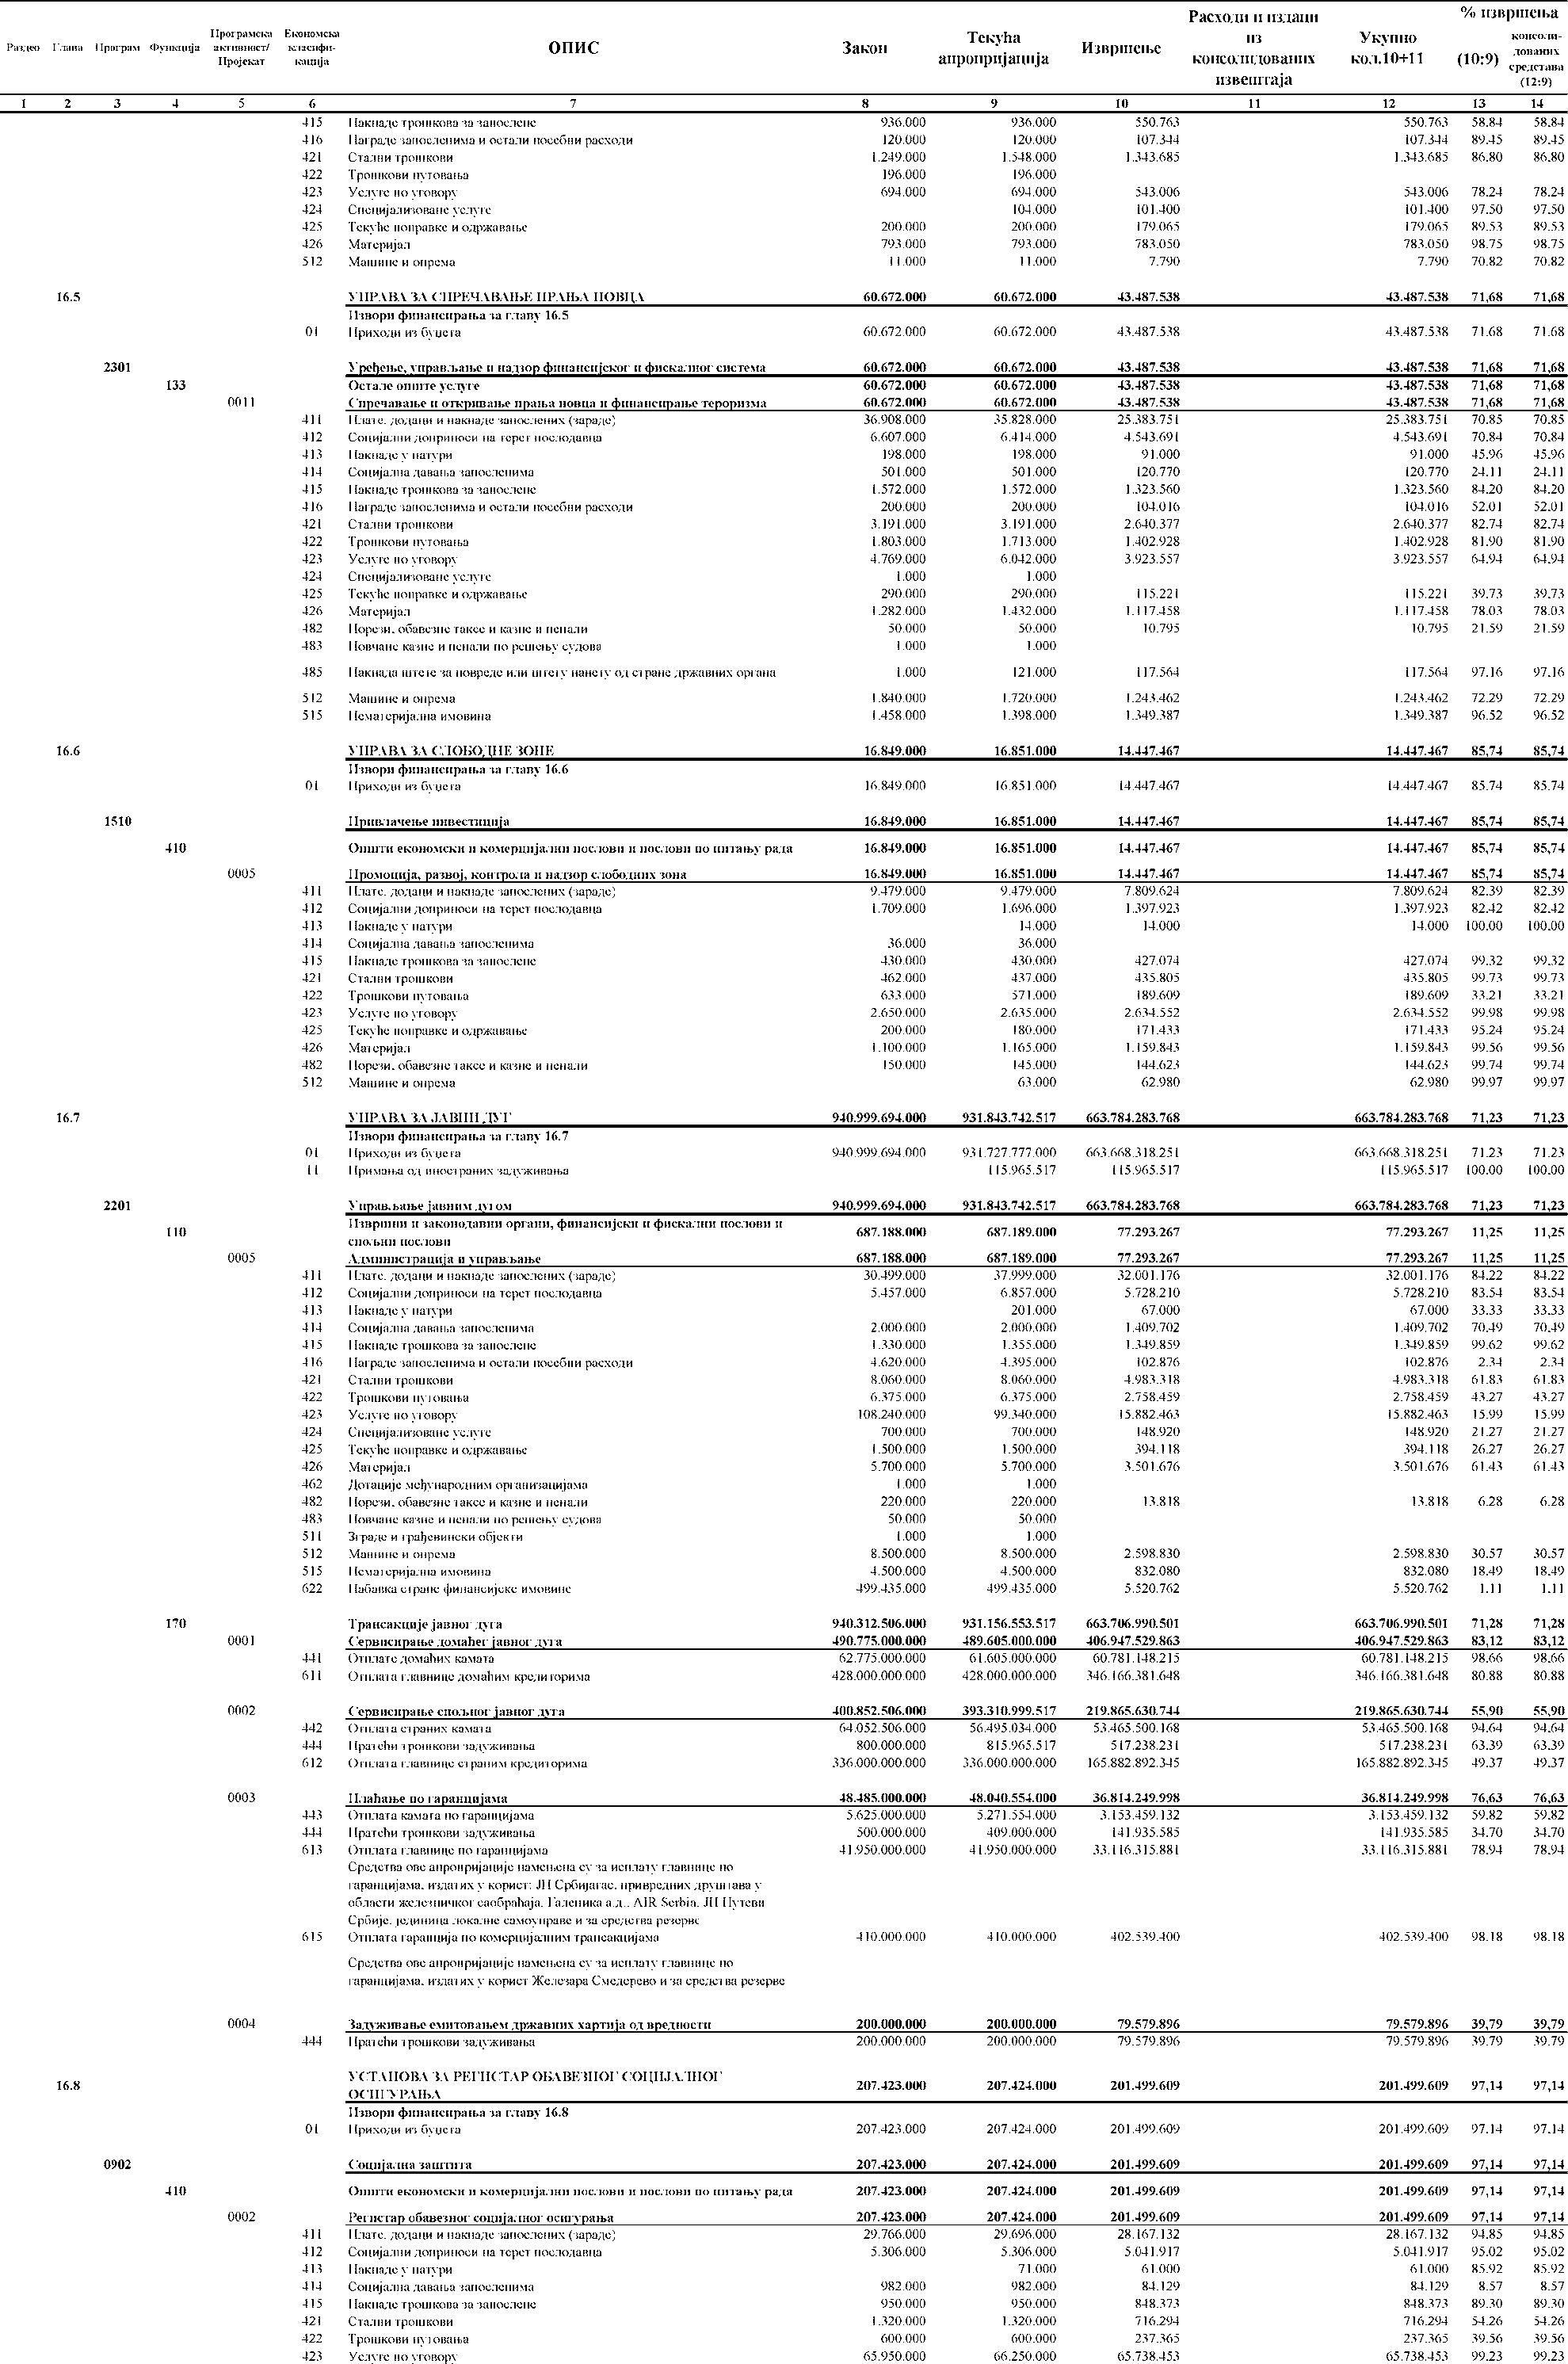 Раздео Глава Програм Функција Програмска активност/ Пројекат Економска класифи- кација ОПИС Закон Текућа апропријација Извршење Расходи и издаци из консолидованих извештаја Укупно кол.10+11 % извршења (10:9) консоли- дованих средстава (12:9)
1 2 3 4 5 6 7 8 9 10 11 12 13 14
415 Накнаде трошкова за запослене 936.000 936.000 550.763 550.763 58.84 58.84
416 Награде запосленима и остали посебни расходи 120.000 120.000 107.344 107.344 89.45 89.45
421 Стални трошкови 1.249.000 1.548.000 1.343.685 1.343.685 86.80 86.80
422 Трошкови путовања 196.000 196.000
423 Услуге по уговору 694.000 694.000 543.006 543.006 78.24 78.24
424 Специјализоване услуге 104.000 101.400 101.400 97.50 97.50
425 Текуће поправке и одржавање 200.000 200.000 179.065 179.065 89.53 89.53
426 Материјал 793.000 793.000 783.050 783.050 98.75 98.75
512 Машине и опрема 11.000 11.000 7.790 7.790 70.82 70.82
16.5 УПРАВА ЗА СПРЕЧАВАЊЕ ПРАЊА НОВЦА 60.672.000 60.672.000 43.487.538 43.487.538 71,68 71,68
Извори финансирања за главу 16.5
01 Приходи из буџета 60.672.000 60.672.000 43.487.538 43.487.538 71.68 71.68
2301 Уређење, управљање и надзор финансијског и фискалног система 60.672.000 60.672.000 43.487.538 43.487.538 71,68 71,68
133 Остале опште услуге 60.672.000 60.672.000 43.487.538 43.487.538 71,68 71,68
0011 Спречавање и откривање прања новца и финансирање тероризма 60.672.000 60.672.000 43.487.538 43.487.538 71,68 71,68
411 Плате, додаци и накнаде запослених (зараде) 36.908.000 35.828.000 25.383.751 25.383.751 70.85 70.85
412 Социјални доприноси на терет послодавца 6.607.000 6.414.000 4.543.691 4.543.691 70.84 70.84
413 Накнаде у натури 198.000 198.000 91.000 91.000 45.96 45.96
414 Социјална давања запосленима 501.000 501.000 120.770 120.770 24.11 24.11
415 Накнаде трошкова за запослене 1.572.000 1.572.000 1.323.560 1.323.560 84.20 84.20
416 Награде запосленима и остали посебни расходи 200.000 200.000 104.016 104.016 52.01 52.01
421 Стални трошкови 3.191.000 3.191.000 2.640.377 2.640.377 82.74 82.74
422 Трошкови путовања 1.803.000 1.713.000 1.402.928 1.402.928 81.90 81.90
423 Услуге по уговору 4.769.000 6.042.000 3.923.557 3.923.557 64.94 64.94
424 Специјализоване услуге 1.000 1.000
425 Текуће поправке и одржавање 290.000 290.000 115.221 115.221 39.73 39.73
426 Материјал 1.282.000 1.432.000 1.117.458 1.117.458 78.03 78.03
482 Порези, обавезне таксе и казне и пенали 50.000 50.000 10.795 10.795 21.59 21.59
483 Новчане казне и пенали по решењу судова 1.000 1.000
485 Накнада штете за повреде или штету нанету од стране државних органа 1.000 121.000 117.564 117.564 97.16 97.16
512 Машине и опрема 1.840.000 1.720.000 1.243.462 1.243.462 72.29 72.29
515 Нематеријална имовина 1.458.000 1.398.000 1.349.387 1.349.387 96.52 96.52
16.6 УПРАВА ЗА СЛОБОДНЕ ЗОНЕ 16.849.000 16.851.000 14.447.467 14.447.467 85,74 85,74
Извори финансирања за главу 16.6
01 Приходи из буџета 16.849.000 16.851.000 14.447.467 14.447.467 85.74 85.74
1510 Привлачење инвестиција 16.849.000 16.851.000 14.447.467 14.447.467 85,74 85,74
410 Општи економски и комерцијални послови и послови по питању рада 16.849.000 16.851.000 14.447.467 14.447.467 85,74 85,74
0005 Промоција, развој, контрола и надзор слободних зона 16.849.000 16.851.000 14.447.467 14.447.467 85,74 85,74
411 Плате, додаци и накнаде запослених (зараде) 9.479.000 9.479.000 7.809.624 7.809.624 82.39 82.39
412 Социјални доприноси на терет послодавца 1.709.000 1.696.000 1.397.923 1.397.923 82.42 82.42
413 Накнаде у натури 14.000 14.000 14.000 100.00 100.00
414 Социјална давања запосленима 36.000 36.000
415 Накнаде трошкова за запослене 430.000 430.000 427.074 427.074 99.32 99.32
421 Стални трошкови 462.000 437.000 435.805 435.805 99.73 99.73
422 Трошкови путовања 633.000 571.000 189.609 189.609 33.21 33.21
423 Услуге по уговору 2.650.000 2.635.000 2.634.552 2.634.552 99.98 99.98
425 Текуће поправке и одржавање 200.000 180.000 171.433 171.433 95.24 95.24
426 Материјал 1.100.000 1.165.000 1.159.843 1.159.843 99.56 99.56
482 Порези, обавезне таксе и казне и пенали 150.000 145.000 144.623 144.623 99.74 99.74
512 Машине и опрема 63.000 62.980 62.980 99.97 99.97
16.7 УПРАВА ЗА ЈАВНИ ДУГ 940.999.694.000 931.843.742.517 663.784.283.768 663.784.283.768 71,23 71,23
Извори финансирања за главу 16.7
01 Приходи из буџета 940.999.694.000 931.727.777.000 663.668.318.251 663.668.318.251 71.23 71.23
11 Примања од иностраних задуживања 115.965.517 115.965.517 115.965.517 100.00 100.00
2201 Управљање јавним дугом 940.999.694.000 931.843.742.517 663.784.283.768 663.784.283.768 71,23 71,23
110 Извршни и законодавни органи, финансијски и фискални послови и спољни послови 687.188.000 687.189.000 77.293.267 77.293.267 11,25 11,25
0005 Администрација и управљање 687.188.000 687.189.000 77.293.267 77.293.267 11,25 11,25
411 Плате, додаци и накнаде запослених (зараде) 30.499.000 37.999.000 32.001.176 32.001.176 84.22 84.22
412 Социјални доприноси на терет послодавца 5.457.000 6.857.000 5.728.210 5.728.210 83.54 83.54
413 Накнаде у натури 201.000 67.000 67.000 33.33 33.33
414 Социјална давања запосленима 2.000.000 2.000.000 1.409.702 1.409.702 70.49 70.49
415 Накнаде трошкова за запослене 1.330.000 1.355.000 1.349.859 1.349.859 99.62 99.62
416 Награде запосленима и остали посебни расходи 4.620.000 4.395.000 102.876 102.876 2.34 2.34
421 Стални трошкови 8.060.000 8.060.000 4.983.318 4.983.318 61.83 61.83
422 Трошкови путовања 6.375.000 6.375.000 2.758.459 2.758.459 43.27 43.27
423 Услуге по уговору 108.240.000 99.340.000 15.882.463 15.882.463 15.99 15.99
424 Специјализоване услуге 700.000 700.000 148.920 148.920 21.27 21.27
425 Текуће поправке и одржавање 1.500.000 1.500.000 394.118 394.118 26.27 26.27
426 Материјал 5.700.000 5.700.000 3.501.676 3.501.676 61.43 61.43
462 Дотације међународним организацијама 1.000 1.000
482 Порези, обавезне таксе и казне и пенали 220.000 220.000 13.818 13.818 6.28 6.28
483 Новчане казне и пенали по решењу судова 50.000 50.000
511 Зграде и грађевински објекти 1.000 1.000
512 Машине и опрема 8.500.000 8.500.000 2.598.830 2.598.830 30.57 30.57
515 Нематеријална имовина 4.500.000 4.500.000 832.080 832.080 18.49 18.49
622 Набавка стране финансијске имовине 499.435.000 499.435.000 5.520.762 5.520.762 1.11 1.11
170 Трансакције јавног дуга 940.312.506.000 931.156.553.517 663.706.990.501 663.706.990.501 71,28 71,28
0001 Сервисирање домаћег јавног дуга 490.775.000.000 489.605.000.000 406.947.529.863 406.947.529.863 83,12 83,12
441 Отплате домаћих камата 62.775.000.000 61.605.000.000 60.781.148.215 60.781.148.215 98.66 98.66
611 Отплата главнице домаћим кредиторима 428.000.000.000 428.000.000.000 346.166.381.648 346.166.381.648 80.88 80.88
0002 Сервисирање спољног јавног дуга 400.852.506.000 393.310.999.517 219.865.630.744 219.865.630.744 55,90 55,90
442 Отплата страних камата 64.052.506.000 56.495.034.000 53.465.500.168 53.465.500.168 94.64 94.64
444 Пратећи трошкови задуживања 800.000.000 815.965.517 517.238.231 517.238.231 63.39 63.39
612 Отплата главнице страним кредиторима 336.000.000.000 336.000.000.000 165.882.892.345 165.882.892.345 49.37 49.37
0003 Плаћање по гаранцијама 48.485.000.000 48.040.554.000 36.814.249.998 36.814.249.998 76,63 76,63
443 Отплата камата по гаранцијама 5.625.000.000 5.271.554.000 3.153.459.132 3.153.459.132 59.82 59.82
444 Пратећи трошкови задуживања 500.000.000 409.000.000 141.935.585 141.935.585 34.70 34.70
613 Отплата главнице по гаранцијама 41.950.000.000 41.950.000.000 33.116.315.881 33.116.315.881 78.94 78.94
Средства ове апропријације намењена су за исплату главнице по
гаранцијама, издатих у корист: ЈП Србијагас, привредних друштава у
области железничког саобраћаја, Галеника а.д., AIR Serbia, ЈП Путеви
Србије, јединица локалне самоуправе и за средства резерве
615 Отплата гаранција по комерцијалним трансакцијама 410.000.000 410.000.000 402.539.400 402.539.400 98.18 98.18
Средства ове апропријације намењена су за исплату главнице по
гаранцијама, издатих у корист Железара Смедерево и за средства резерве
0004 Задуживање емитовањем државних хартија од вредности 200.000.000 200.000.000 79.579.896 79.579.896 39,79 39,79
444 Пратећи трошкови задуживања 200.000.000 200.000.000 79.579.896 79.579.896 39.79 39.79
16.8 УСТАНОВА ЗА РЕГИСТАР ОБАВЕЗНОГ СОЦИЈАЛНОГ ОСИГУРАЊА 207.423.000 207.424.000 201.499.609 201.499.609 97,14 97,14
Извори финансирања за главу 16.8
01 Приходи из буџета 207.423.000 207.424.000 201.499.609 201.499.609 97.14 97.14
0902 Социјална заштита 207.423.000 207.424.000 201.499.609 201.499.609 97,14 97,14
410 Општи економски и комерцијални послови и послови по питању рада 207.423.000 207.424.000 201.499.609 201.499.609 97,14 97,14
0002 Регистар обавезног социјалног осигурања 207.423.000 207.424.000 201.499.609 201.499.609 97,14 97,14
411 Плате, додаци и накнаде запослених (зараде) 29.766.000 29.696.000 28.167.132 28.167.132 94.85 94.85
412 Социјални доприноси на терет послодавца 5.306.000 5.306.000 5.041.917 5.041.917 95.02 95.02
413 Накнаде у натури 71.000 61.000 61.000 85.92 85.92
414 Социјална давања запосленима 982.000 982.000 84.129 84.129 8.57 8.57
415 Накнаде трошкова за запослене 950.000 950.000 848.373 848.373 89.30 89.30
421 Стални трошкови 1.320.000 1.320.000 716.294 716.294 54.26 54.26
422 Трошкови путовања 600.000 600.000 237.365 237.365 39.56 39.56
423 Услуге по уговору 65.950.000 66.250.000 65.738.453 65.738.453 99.23 99.23